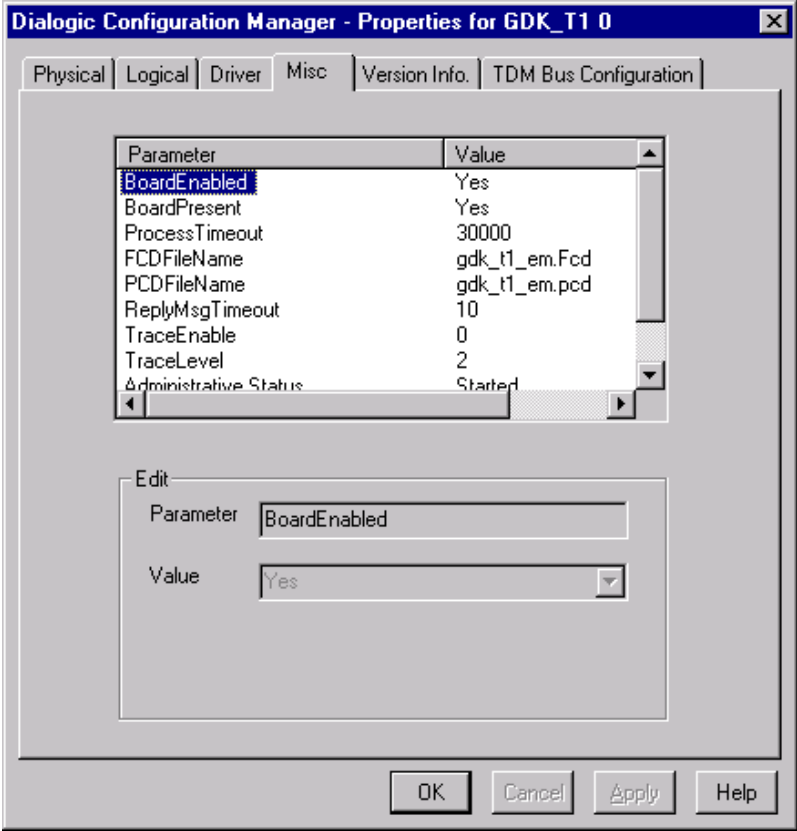 Dialogic Configuration Manager - Properties for GDK_T1 0
Physical Logical Driver Misc Version Info. TDM Bus Configuration
Parameter Value
BoardEnabled Yes
BoardPresent Yes
ProcessTimeout 30000
FCDFileName gdk_t1_em.Fcd
PCDFileName gdk_t1_em.pcd
ReplyMsgTimeout 10
TraceEnable 0
TraceLevel 2
Administrative Status Started
Edit
Parameter BoardEnabled
Value Yes
OK Cancel Apply Help